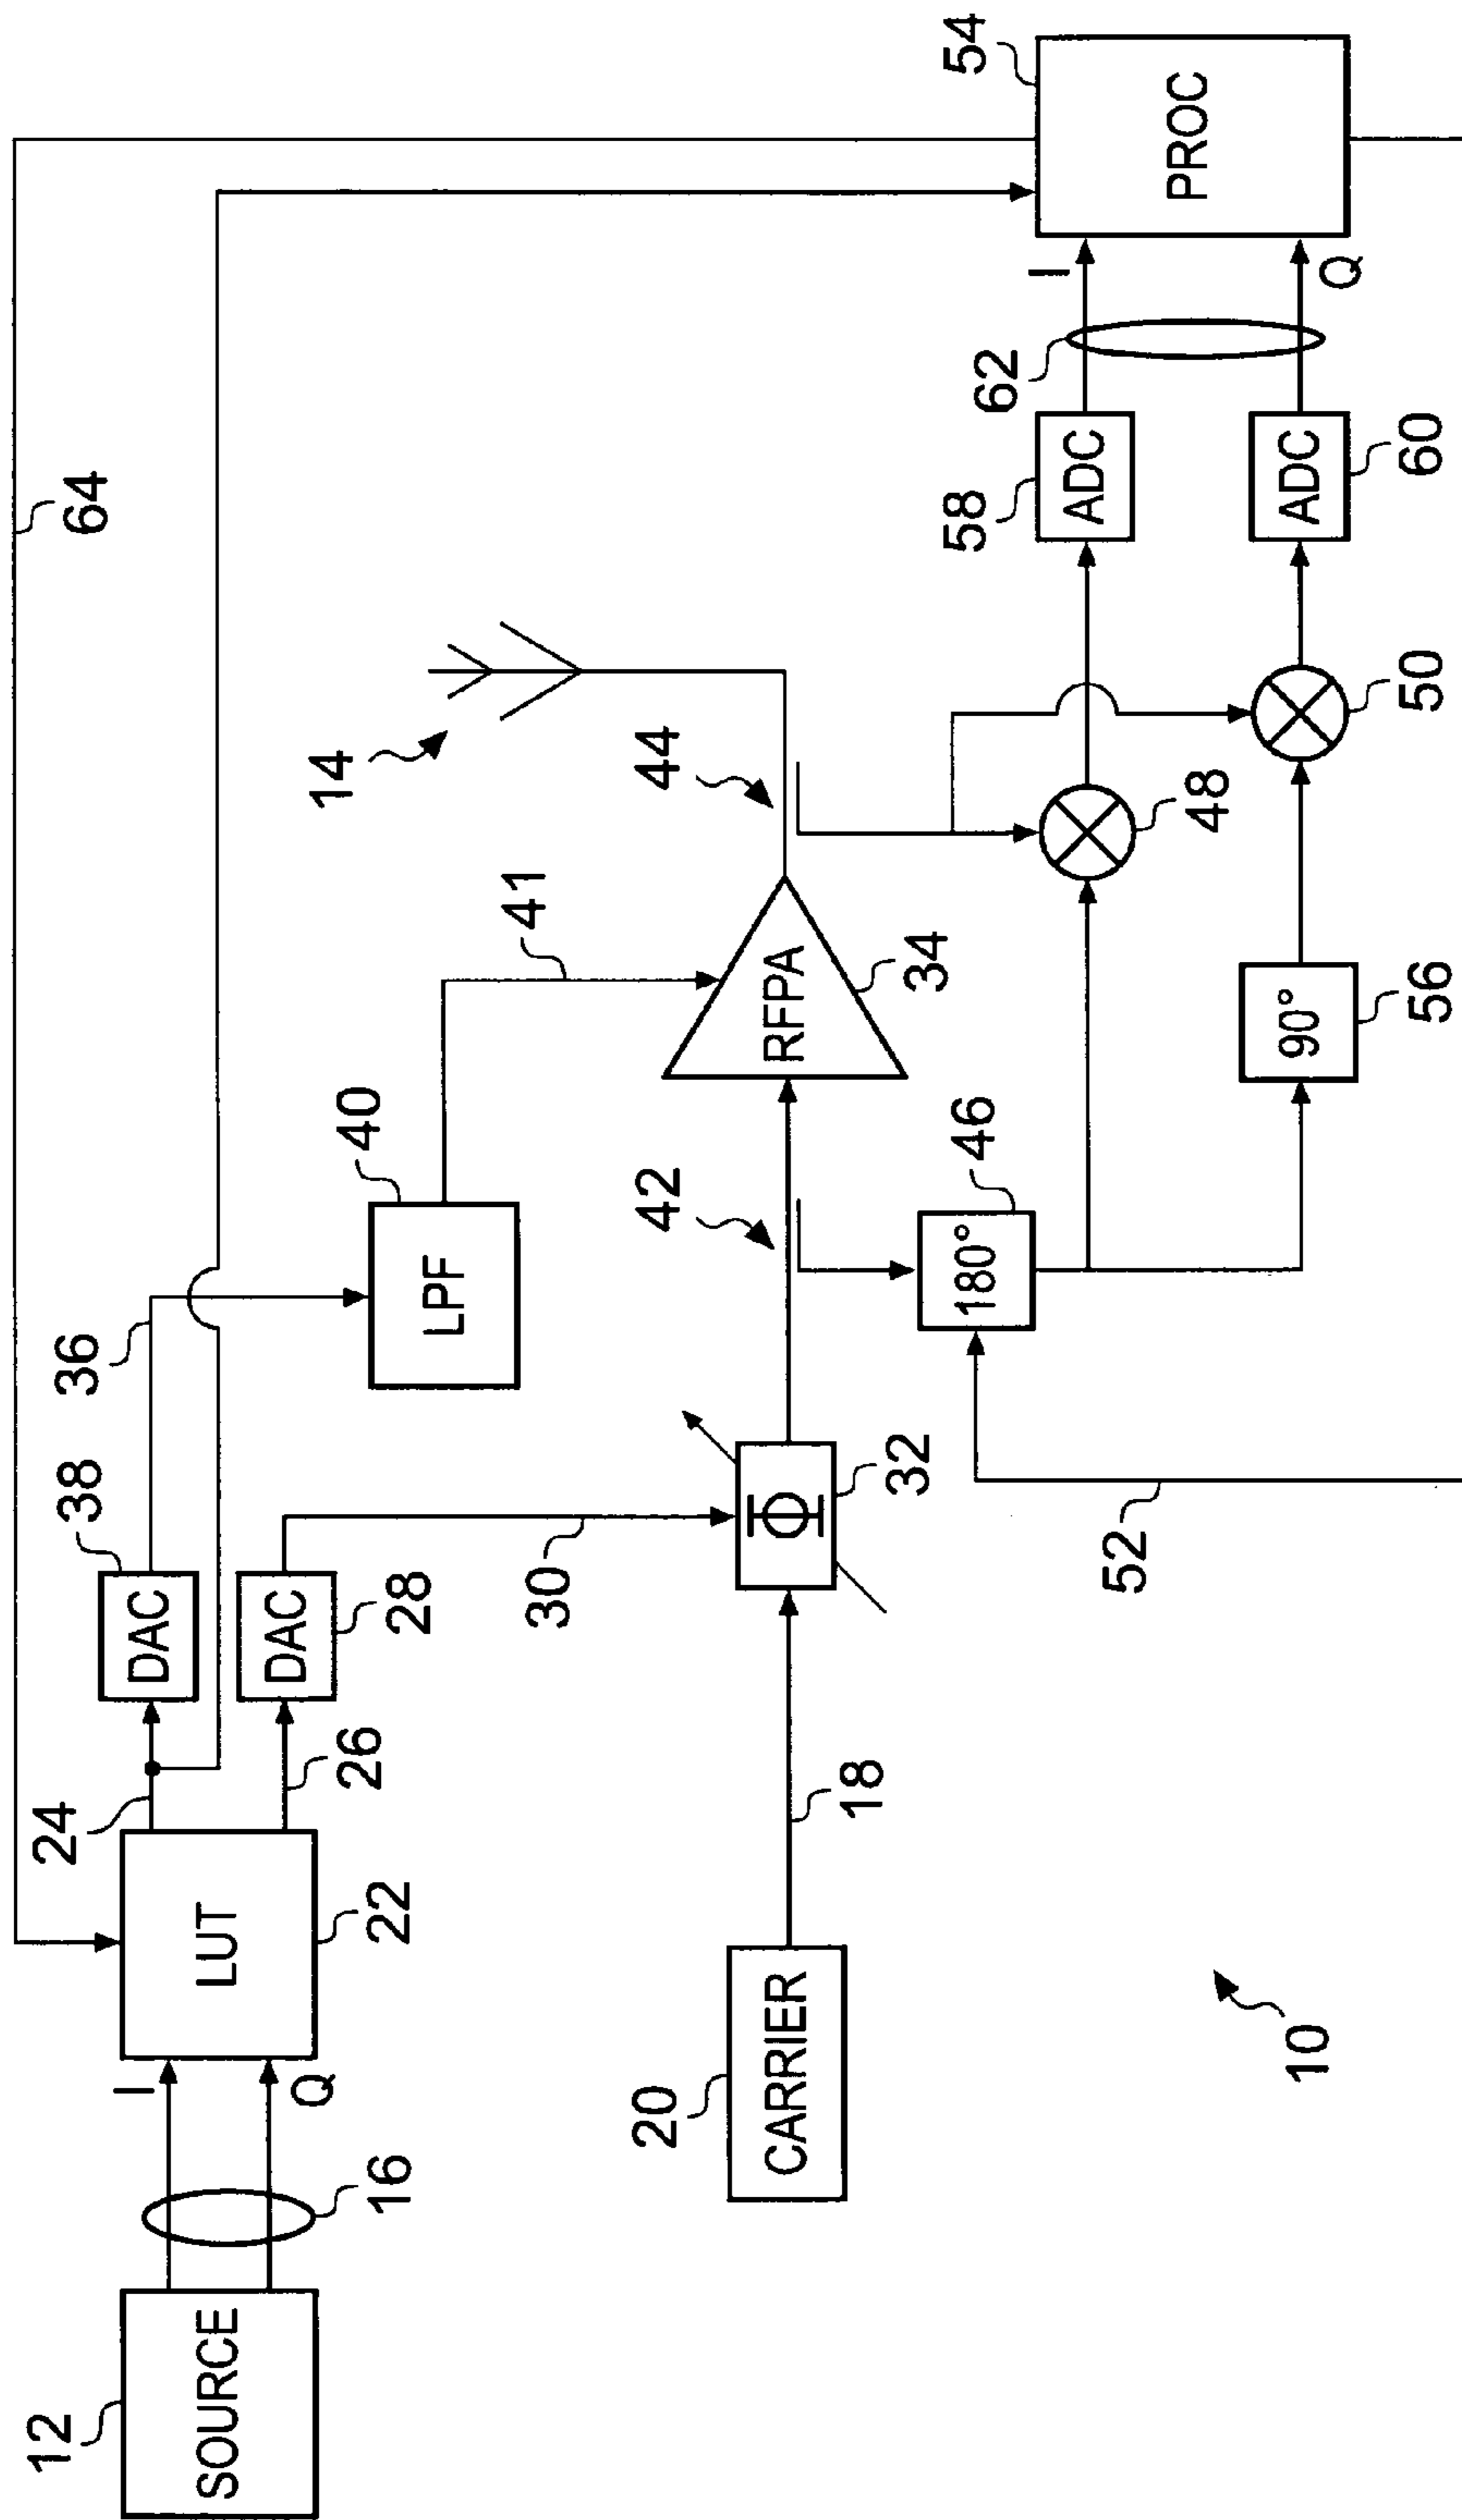 64
12
SOURCE
16
I
Q
LUT
22
24
26
38
DAC
DAC
28
36
30
40
LPF
41
14
20
CARRIER
18
Φ
32
42
RFPA
34
44
180°
46
52
90°
56
48
50
58
ADC
ADC
60
62
I
Q
PROC
54
10